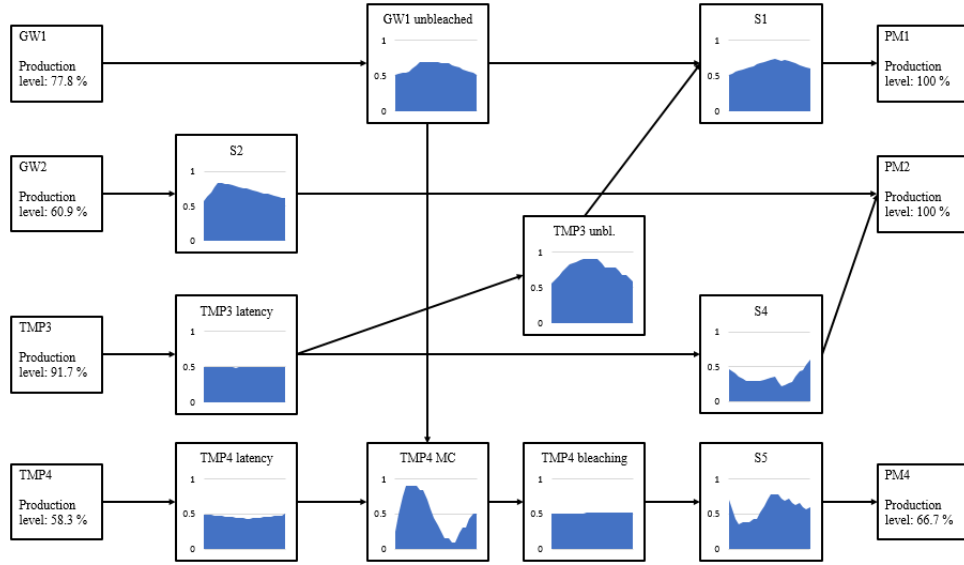 GW1
Production
level: 77.8 %
GW1 unbleached
1
0.5
0
S1
1
0.5
0
PM1
Production
level: 100 %
GW2
Production
level: 60.9 %
S2
1
0.5
0
PM2
Production
level: 100 %
TMP3 unbl.
1
0.5
0
TMP3
Production
level: 91.7 %
TMP3 latency
1
0.5
0
S4
1
0.5
0
TMP4
Production
level: 58.3 %
TMP4 latency
1
0.5
0
TMP4 MC
1
0.5
0
TMP4 bleaching
1
0.5
0
S5
1
0.5
0
PM4
Production
level: 66.7 %